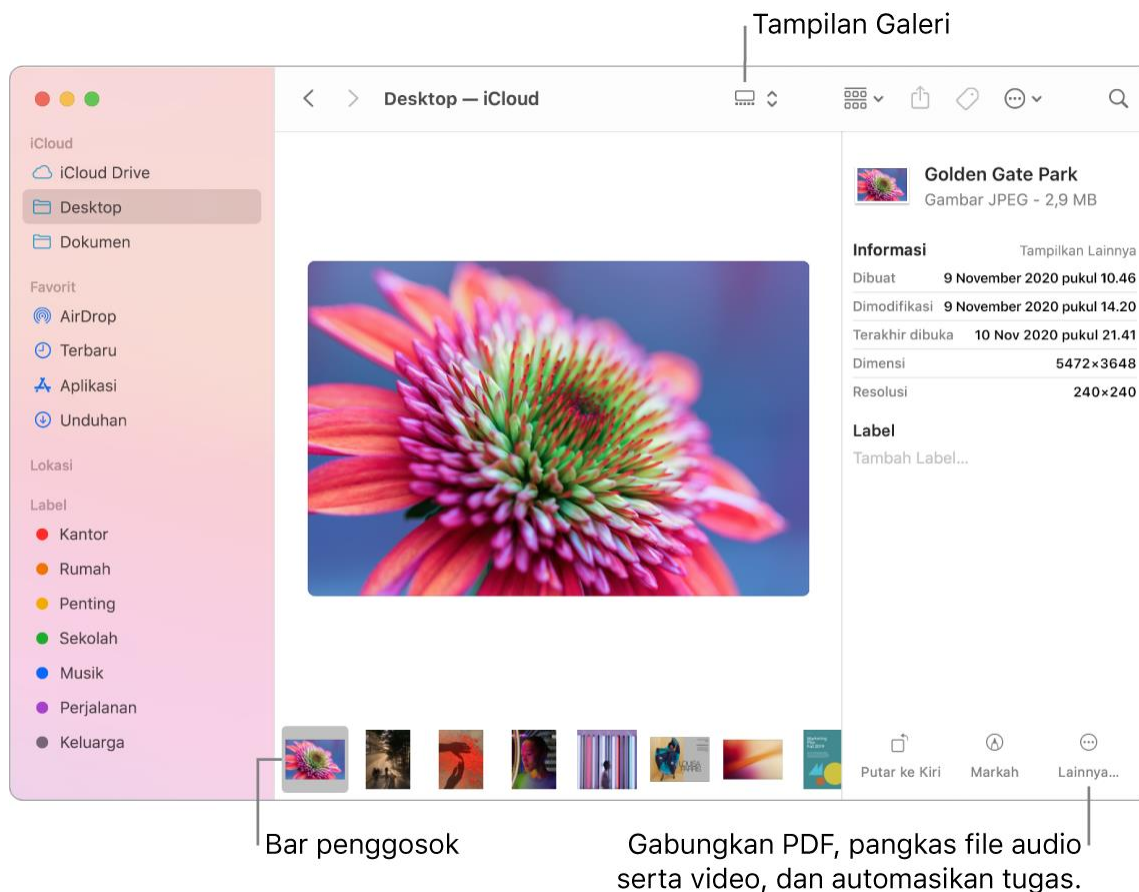 Tampilan Galeri
Desktop — iCloud
iCloud
iCloud Drive
Desktop
Dokumen
Favorit
AirDrop
Terbaru
Aplikasi
Unduhan
Lokasi
Label
Kantor
Rumah
Penting
Sekolah
Musik
Perjalanan
Keluarga
Golden Gate Park
Gambar JPEG - 2,9 MB
Informasi
Tampilkan Lainnya
Dibuat 9 November 2020 pukul 10.46
Dimodifikasi 9 November 2020 pukul 14.20
Terakhir dibuka 10 Nov 2020 pukul 21.41
Dimensi 5472×3648
Resolusi 240×240
Label
Tambah Label...
Putar ke Kiri
Markah
Lainnya...
Bar penggosok
Gabungkan PDF, pangkas file audio
serta video, dan automasikan tugas.